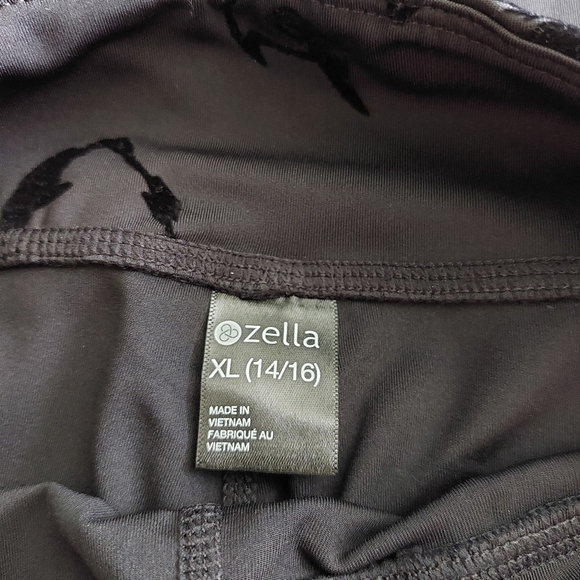 zella
XL (14/16)
MADE IN
VIETNAM
FABRIQUÉ AU
VIETNAM